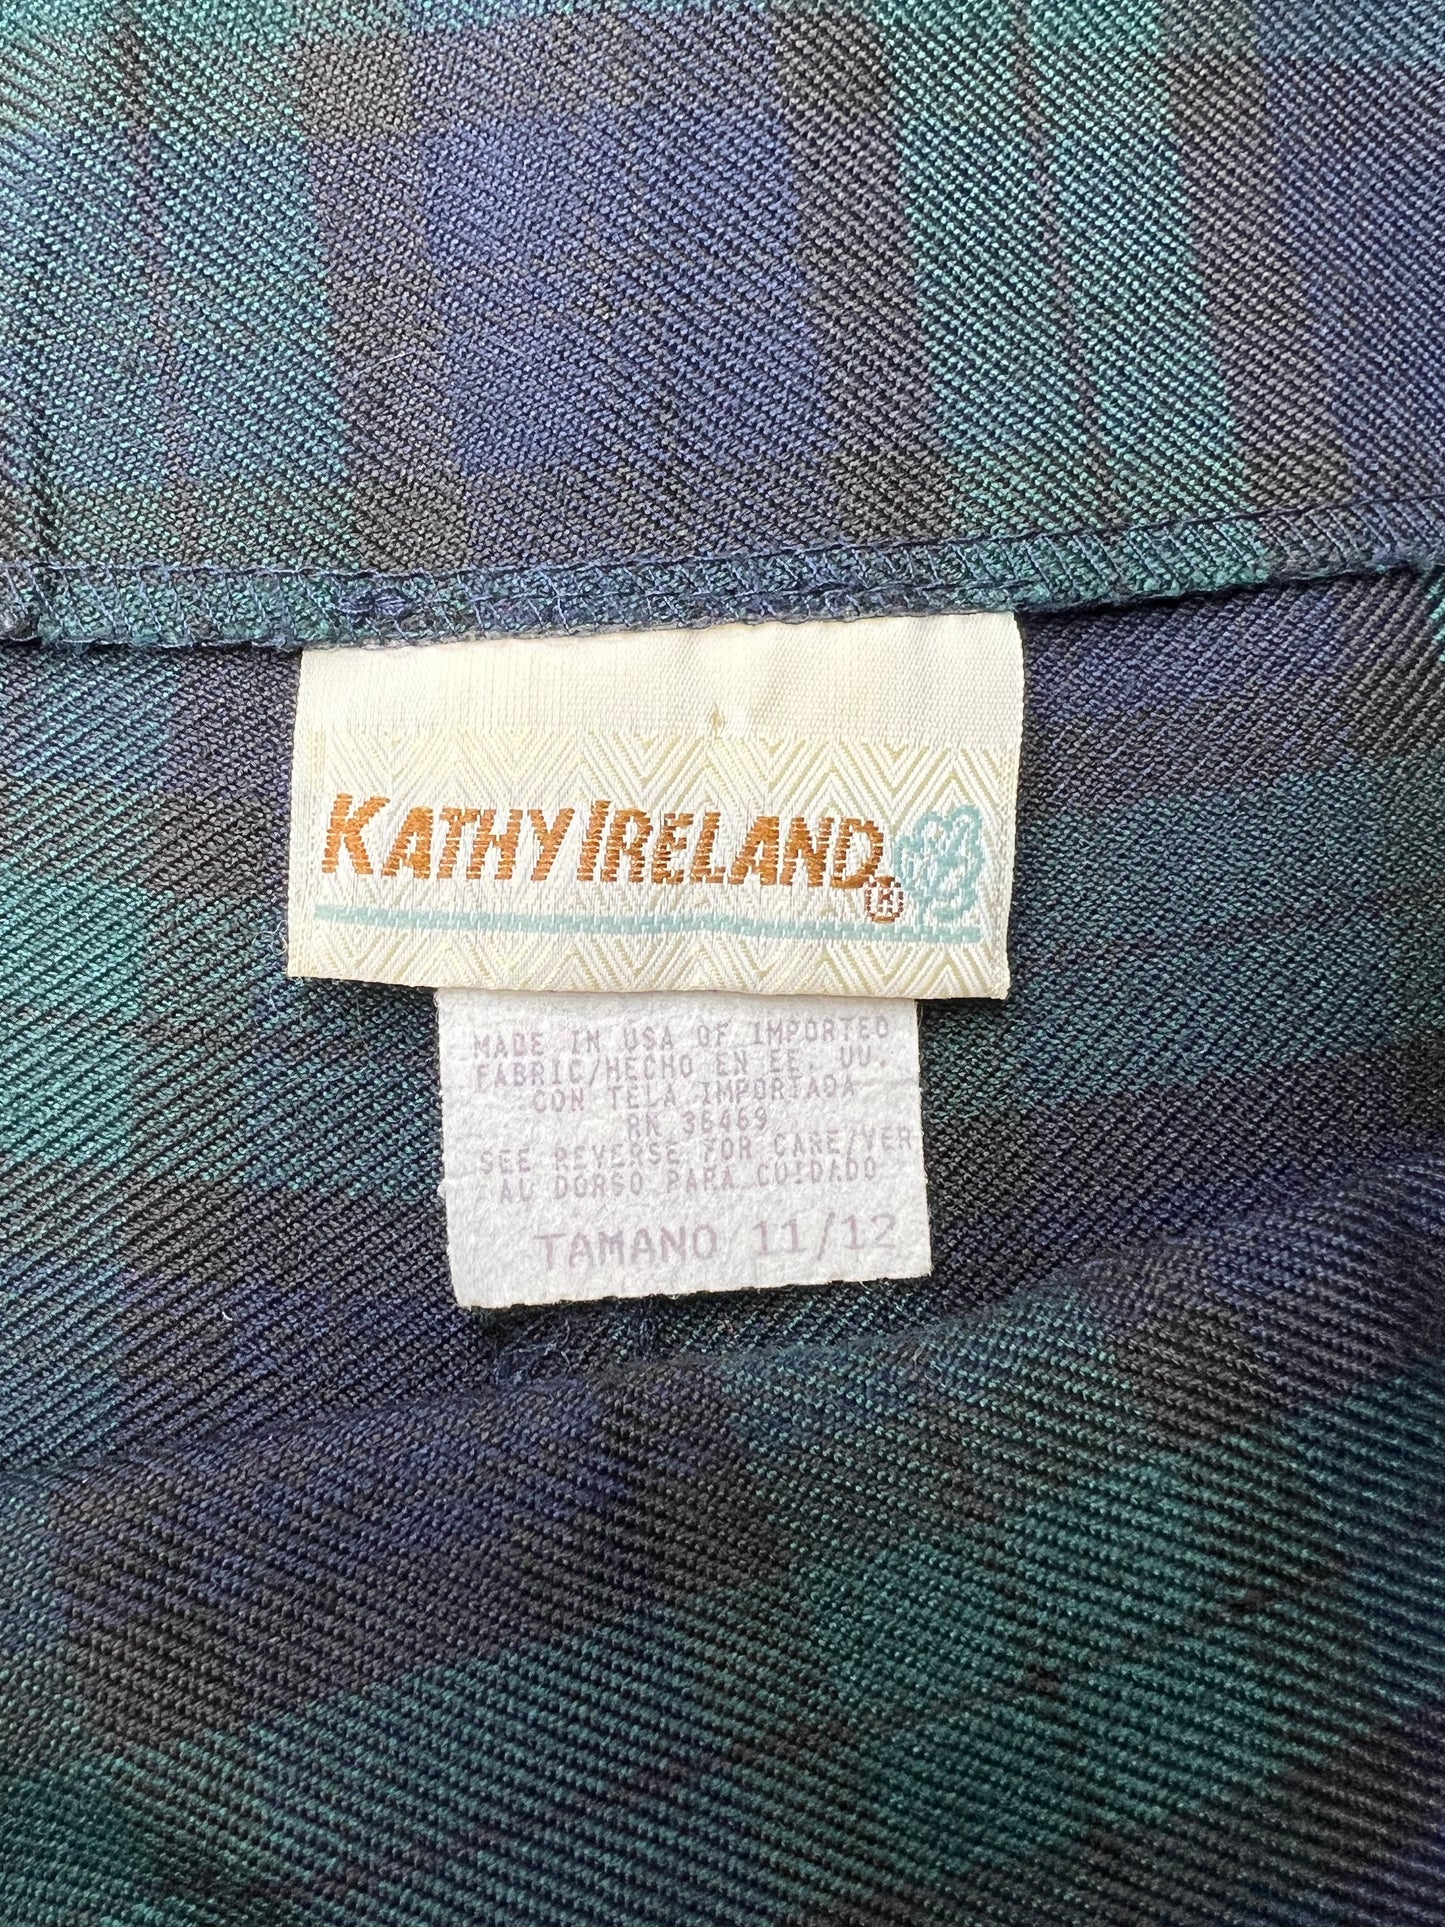 KATHY IRELAND®
MADE IN USA OF IMPORTED
FABRIC/HECHO EN EE. UU.
CON TELA IMPORTADA
RN 36469
SEE REVERSE FOR CARE/VER
AL DORSO PARA CUIDADO
TAMANO 11/12